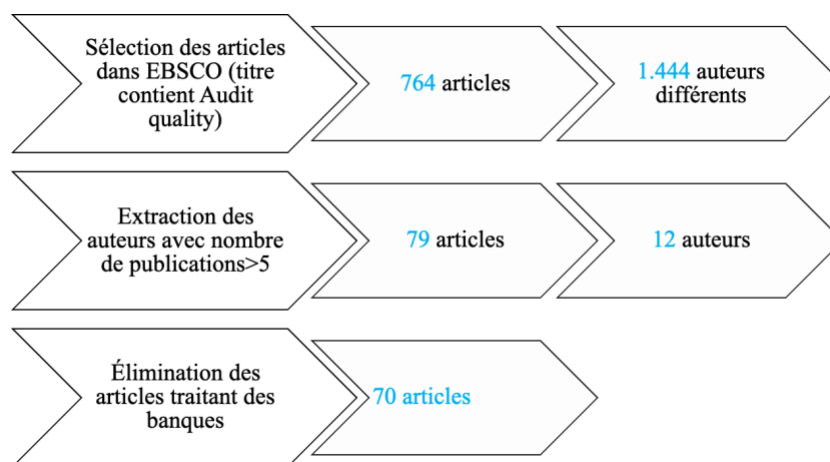 Sélection des articles
dans EBSCO (titre
contient Audit
quality)
764 articles
1.444 auteurs
différents
Extraction des
auteurs avec nombre
de publications>5
79 articles
12 auteurs
Élimination des
articles traitant des
banques
70 articles